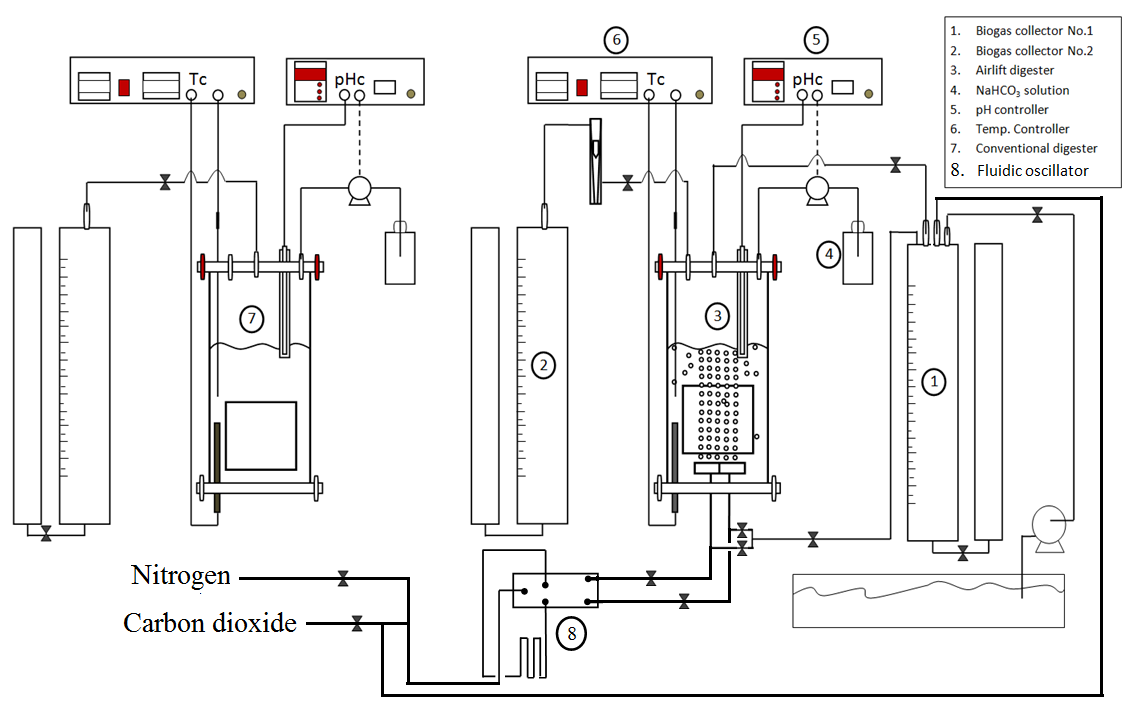 6
5
Tc
pHc
Tc
pHc
1. Biogas collector No.1
2. Biogas collector No.2
3. Airlift digester
4. NaHCO₃ solution
5. pH controller
6. Temp. Controller
7. Conventional digester
8. Fluidic oscillator
4
7
3
2
1
Nitrogen
Carbon dioxide
8